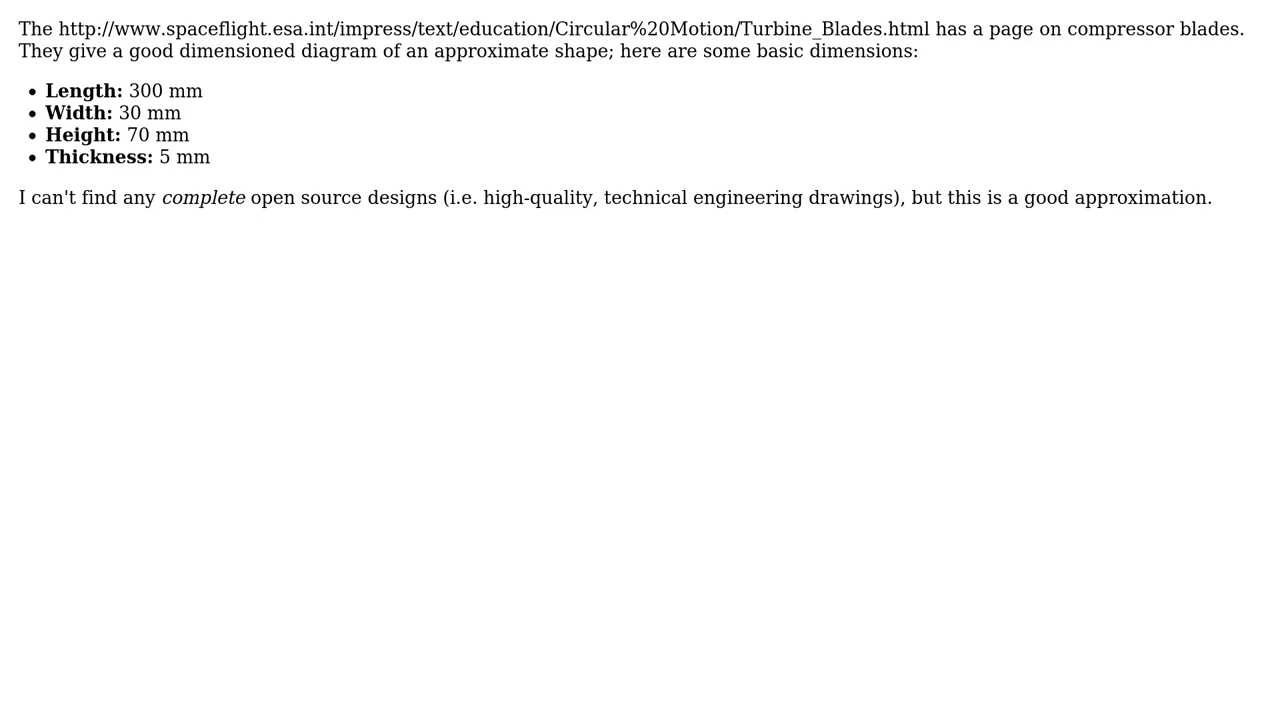 The http://www.spaceflight.esa.int/impress/text/education/Circular%20Motion/Turbine_Blades.html has a page on compressor blades.
They give a good dimensioned diagram of an approximate shape; here are some basic dimensions:
• Length: 300 mm
• Width: 30 mm
• Height: 70 mm
• Thickness: 5 mm
I can't find any complete open source designs (i.e. high-quality, technical engineering drawings), but this is a good approximation.